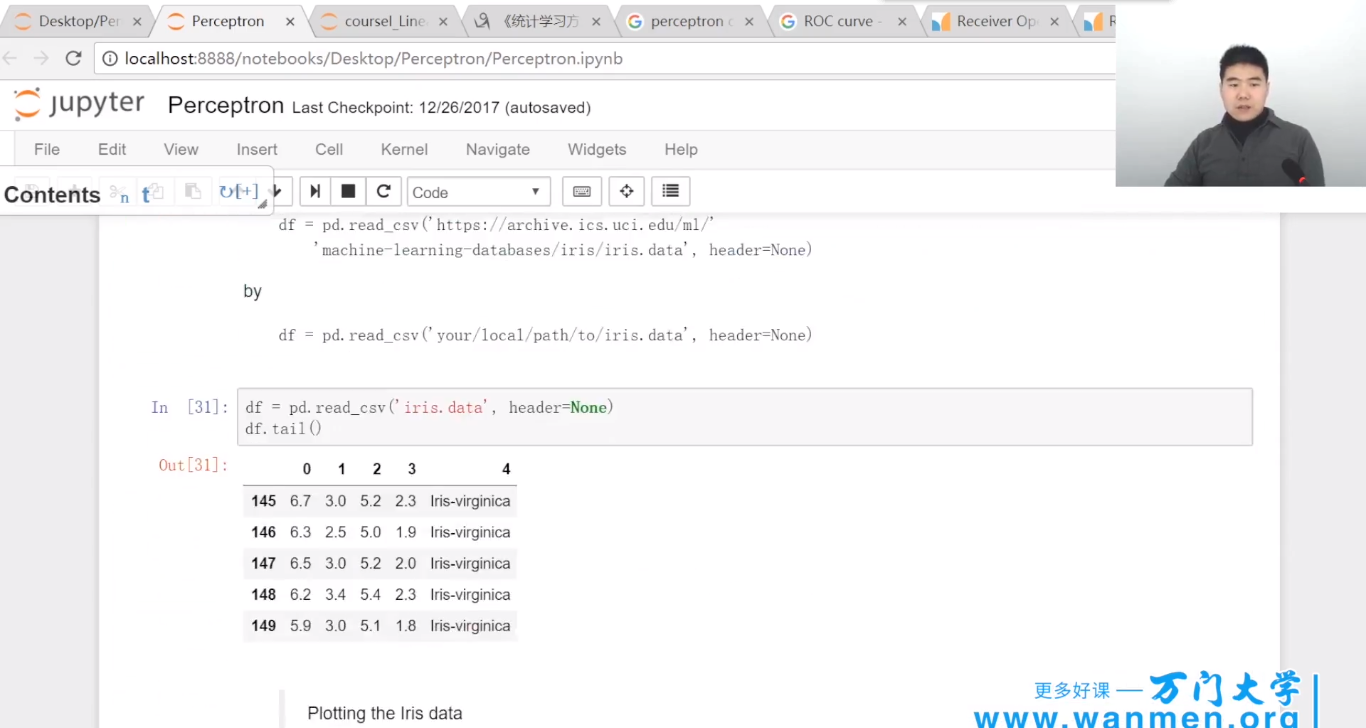 Desktop/Per
Perceptron
coursel_Line
《统计学习方
perceptron c
ROC curve -
Receiver Ope
localhost:8888/notebooks/Desktop/Perceptron/Perceptron.ipynb
jupyter Perceptron Last Checkpoint: 12/26/2017 (autosaved)
File Edit View Insert Cell Kernel Navigate Widgets Help
Contents n t [+] Code
df = pd.read_csv('https://archive.ics.uci.edu/ml/'
'machine-learning-databases/iris/iris.data', header=None)
by
df = pd.read_csv('your/local/path/to/iris.data', header=None)
In [31]: df = pd.read_csv('iris.data', header=None)
df.tail()
Out[31]:
0 1 2 3 4
145 6.7 3.0 5.2 2.3 Iris-virginica
146 6.3 2.5 5.0 1.9 Iris-virginica
147 6.5 3.0 5.2 2.0 Iris-virginica
148 6.2 3.4 5.4 2.3 Iris-virginica
149 5.9 3.0 5.1 1.8 Iris-virginica
Plotting the Iris data
更多好课 — 万门大学
www.wanmen.org